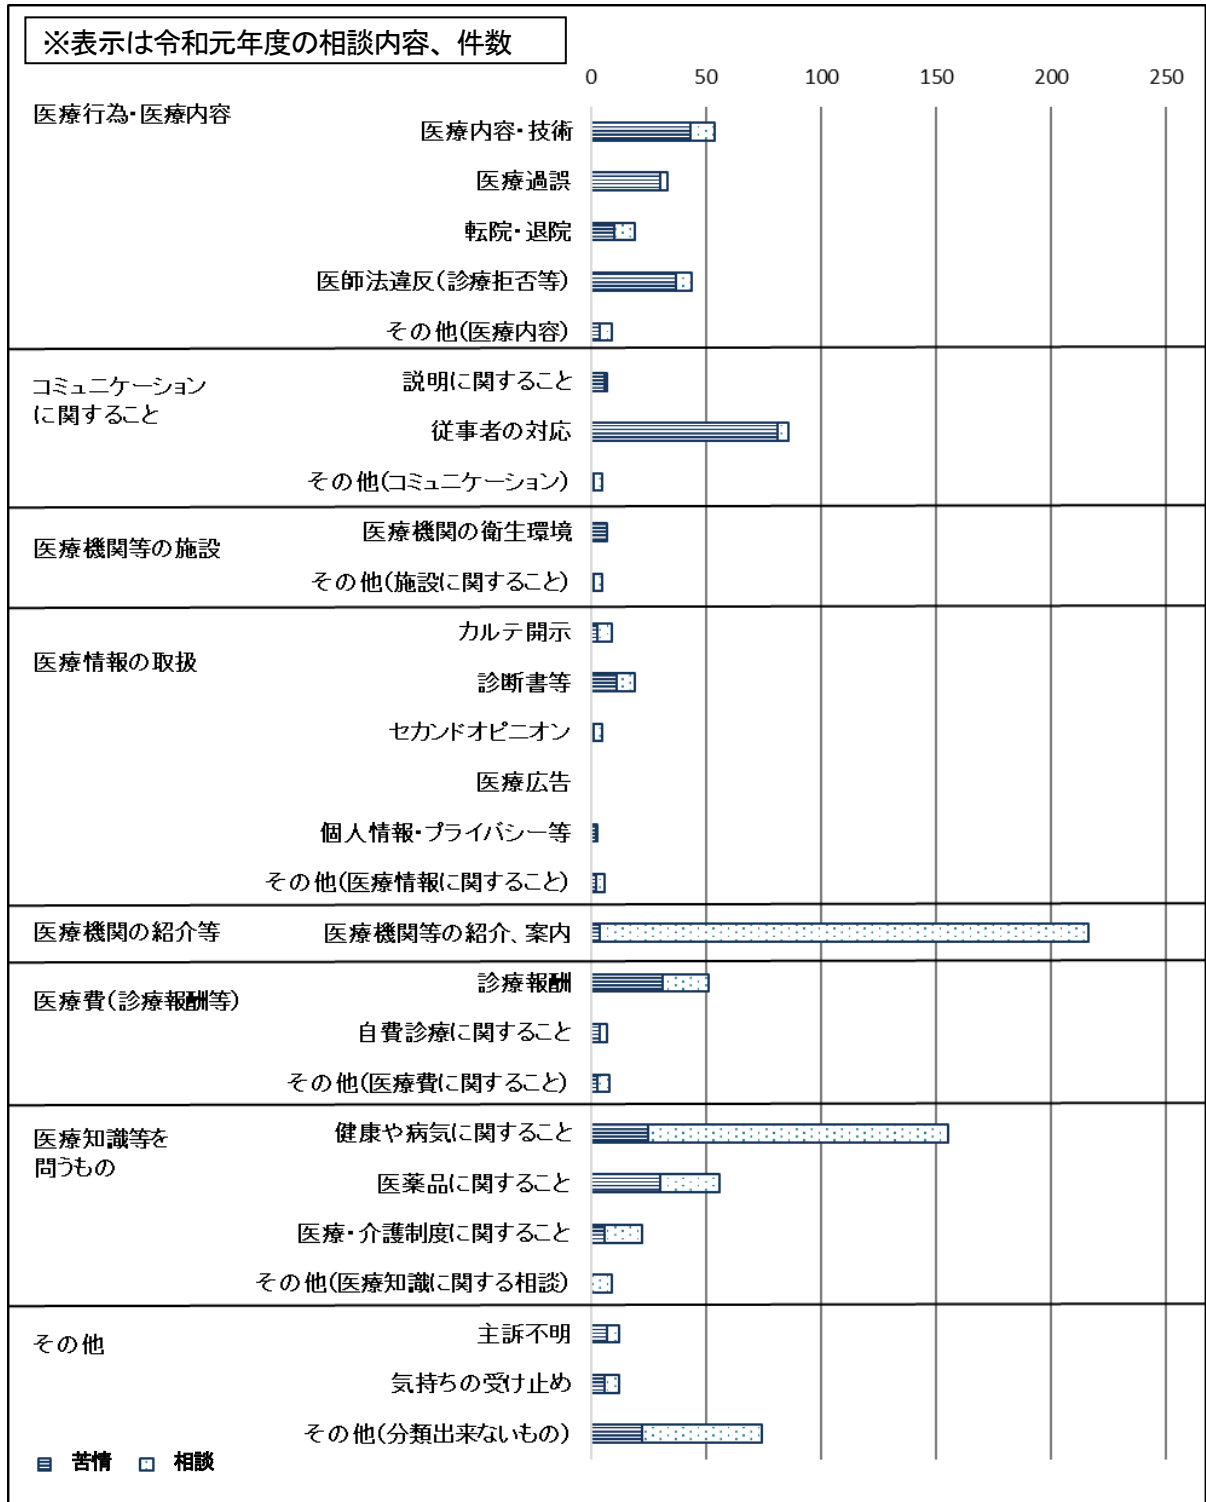 ※表示は令和元年度の相談内容、件数
0 50 100 150 200 250
医療行為・医療内容
医療内容・技術
医療過誤
転院・退院
医師法違反(診療拒否等)
その他(医療内容)
コミュニケーション
に関すること
説明に関すること
従事者の対応
その他(コミュニケーション)
医療機関等の施設
医療機関の衛生環境
その他(施設に関すること)
医療情報の取扱
カルテ開示
診断書等
セカンドオピニオン
医療広告
個人情報・プライバシー等
その他(医療情報に関すること)
医療機関の紹介等
医療機関等の紹介、案内
医療費(診療報酬等)
診療報酬
自費診療に関すること
その他(医療費に関すること)
医療知識等を
問うもの
健康や病気に関すること
医薬品に関すること
医療・介護制度に関すること
その他(医療知識に関する相談)
その他
主訴不明
気持ちの受け止め
その他(分類出来ないもの)
苦情 相談